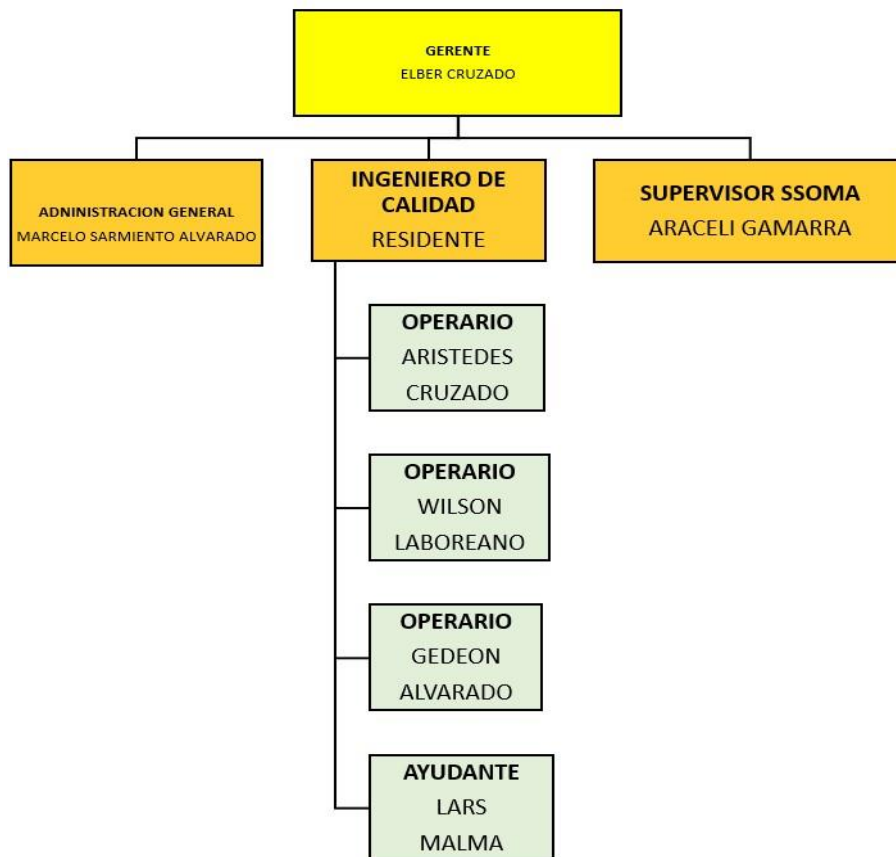 GERENTE
ELBER CRUZADO
ADNINISTRACION GENERAL
MARCELO SARMIENTO ALVARADO
INGENIERO DE
CALIDAD
RESIDENTE
SUPERVISOR SSOMA
ARACELI GAMARRA
OPERARIO
ARISTEDES
CRUZADO
OPERARIO
WILSON
LABOREANO
OPERARIO
GEDEON
ALVARADO
AYUDANTE
LARS
MALMA